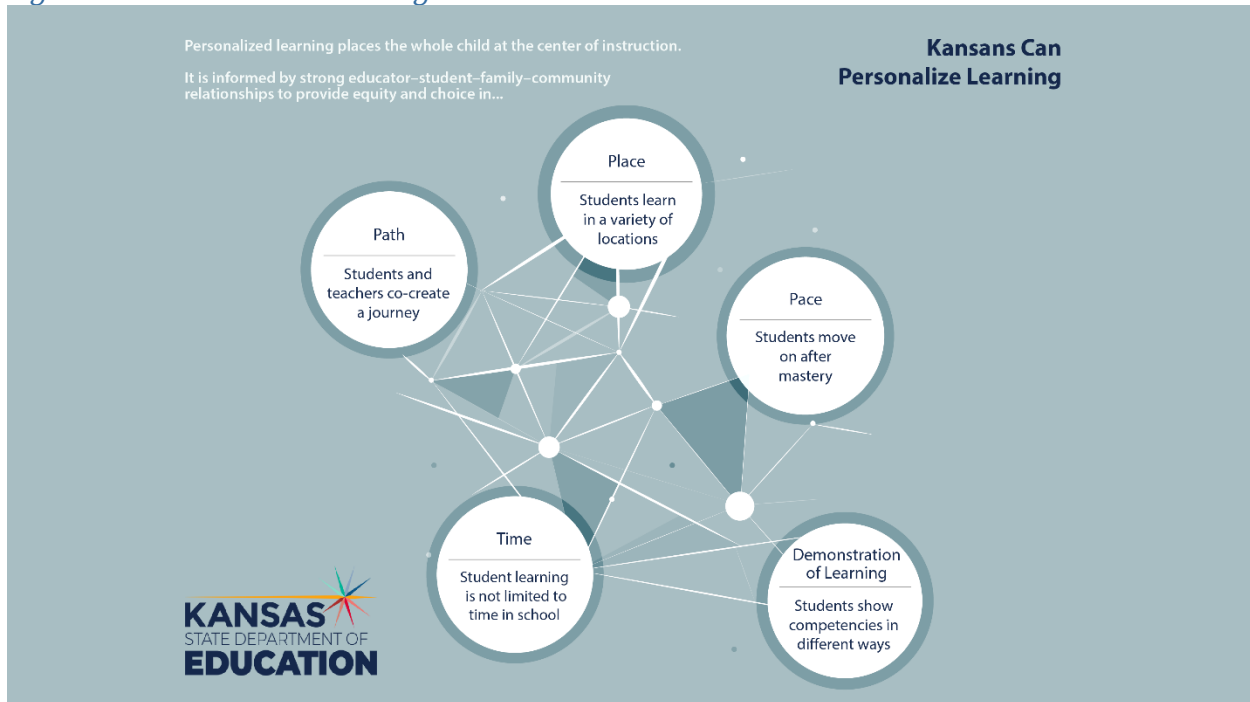 Personalized learning places the whole child at the center of instruction.
It is informed by strong educator–student–family–community
relationships to provide equity and choice in...
Kansans Can
Personalize Learning
Place
Students learn
in a variety of
locations
Path
Students and
teachers co-create
a journey
Pace
Students move
on after
mastery
Time
Student learning
is not limited to
time in school
Demonstration
of Learning
Students show
competencies in
different ways
KANSAS
STATE DEPARTMENT OF
EDUCATION